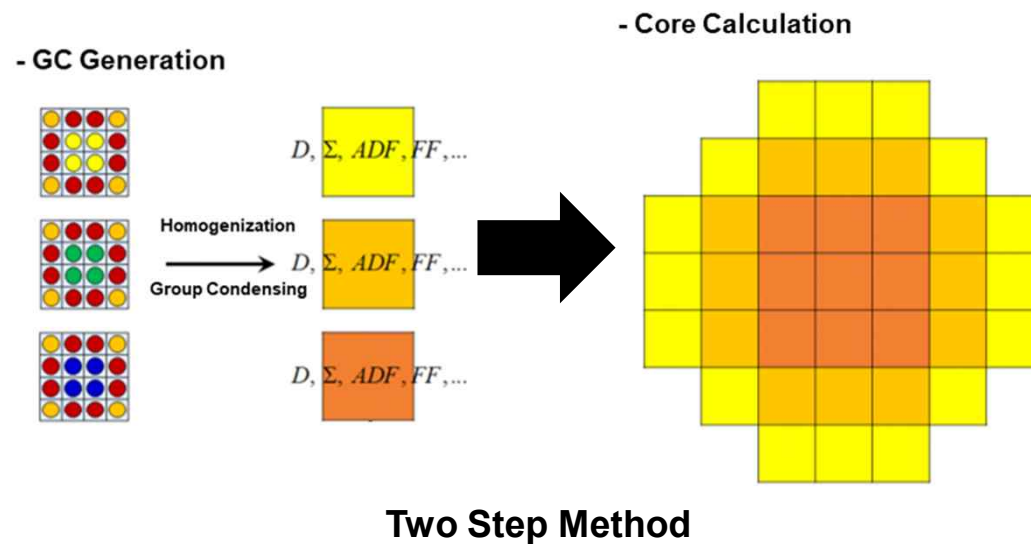 - GC Generation
- Core Calculation
D, Σ, ADF, FF,...
Homogenization
Group Condensing
D, Σ, ADF, FF,...
D, Σ, ADF, FF,...
Two Step Method